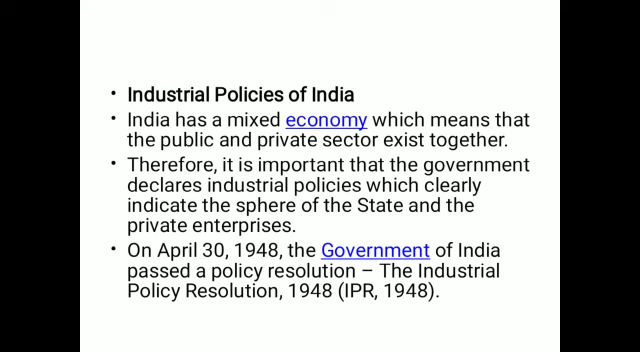 • Industrial Policies of India
• India has a mixed economy which means that
the public and private sector exist together.
• Therefore, it is important that the government
declares industrial policies which clearly
indicate the sphere of the State and the
private enterprises.
• On April 30, 1948, the Government of India
passed a policy resolution – The Industrial
Policy Resolution, 1948 (IPR, 1948).